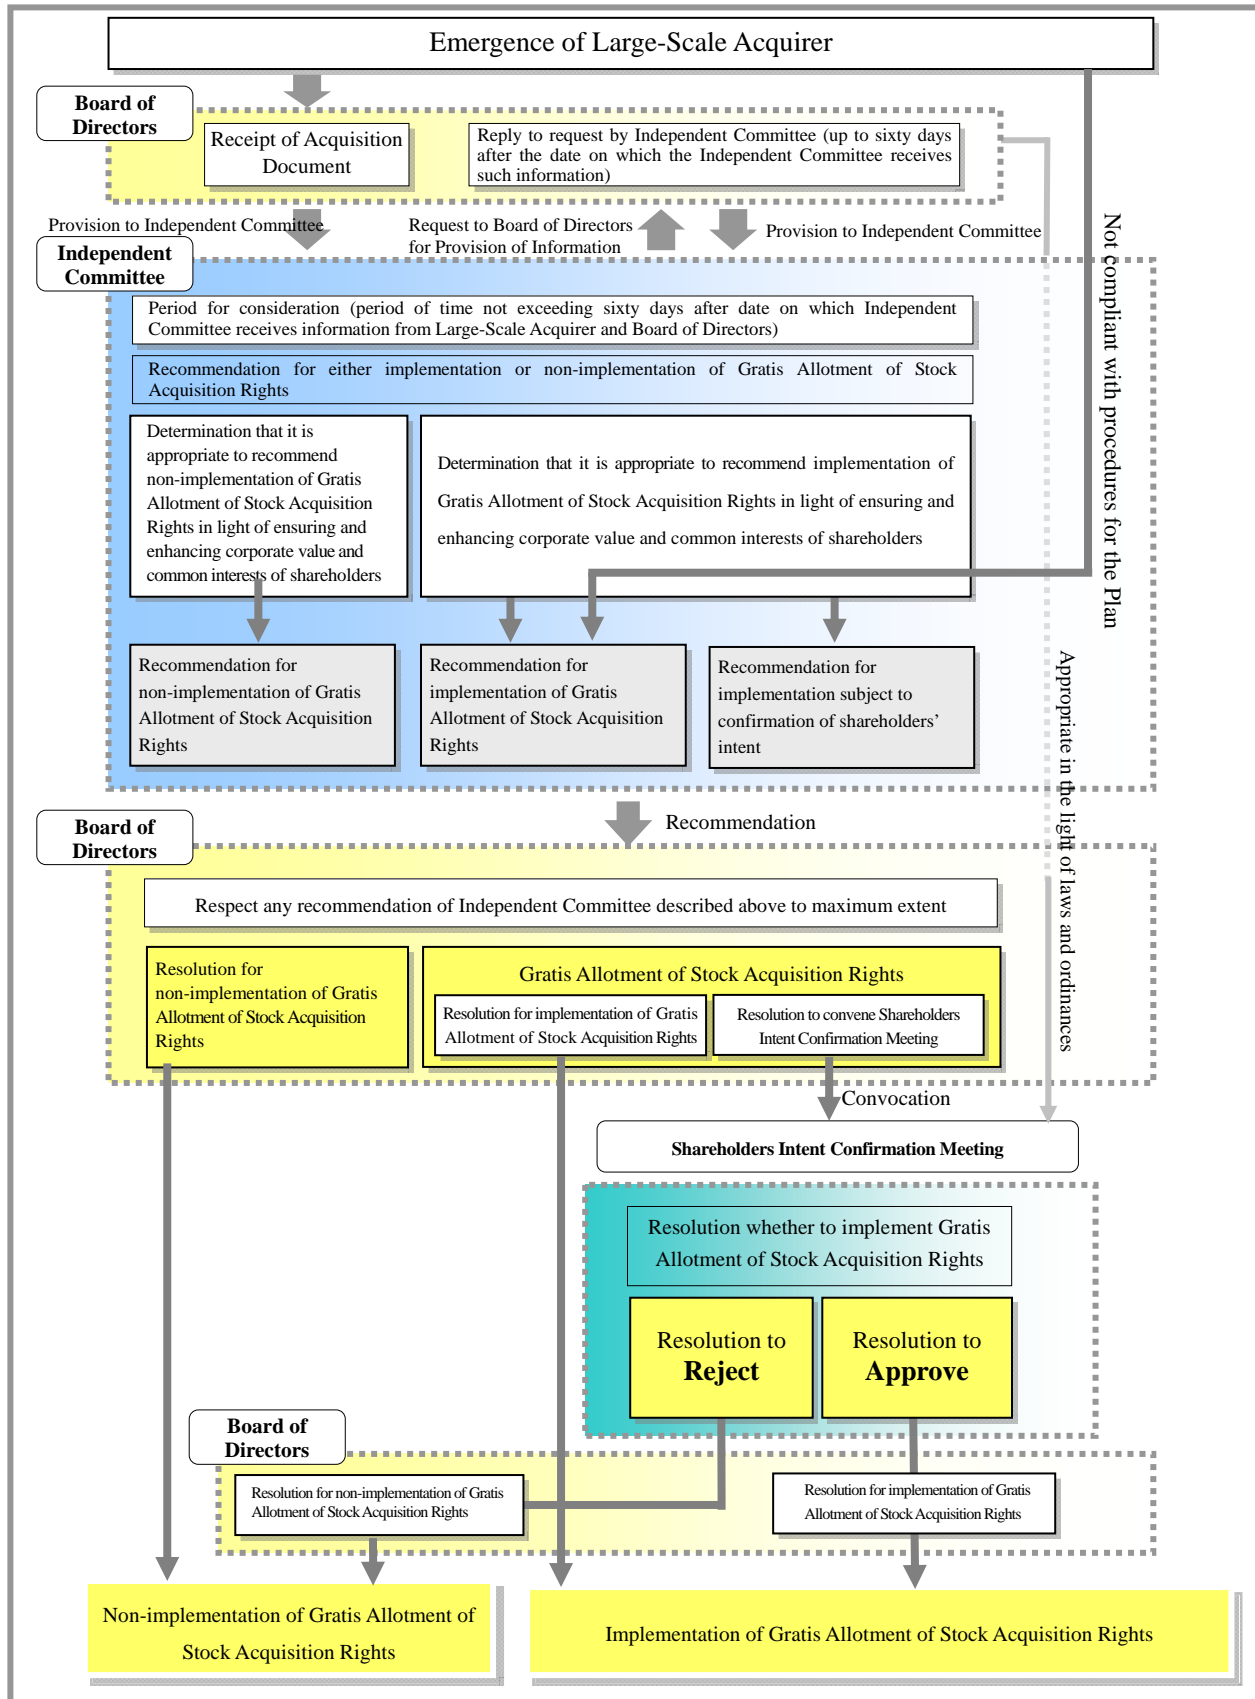 Emergence of Large-Scale Acquirer
Board of
Directors
Receipt of Acquisition
Document
Reply to request by Independent Committee (up to sixty days
after the date on which the Independent Committee receives
such information)
Provision to Independent Committee
Request to Board of Directors
for Provision of Information
Provision to Independent Committee
Not compliant with procedures for the Plan
Independent
Committee
Period for consideration (period of time not exceeding sixty days after date on which Independent
Committee receives information from Large-Scale Acquirer and Board of Directors)
Recommendation for either implementation or non-implementation of Gratis Allotment of Stock
Acquisition Rights
Determination that it is
appropriate to recommend
non-implementation of Gratis
Allotment of Stock Acquisition
Rights in light of ensuring and
enhancing corporate value and
common interests of shareholders
Determination that it is appropriate to recommend implementation of
Gratis Allotment of Stock Acquisition Rights in light of ensuring and
enhancing corporate value and common interests of shareholders
Recommendation for
non-implementation of Gratis
Allotment of Stock Acquisition
Rights
Recommendation for
implementation of Gratis
Allotment of Stock Acquisition
Rights
Recommendation for
implementation subject to
confirmation of shareholders’
intent
Appropriate in the light of laws and ordinances
Recommendation
Board of
Directors
Respect any recommendation of Independent Committee described above to maximum extent
Resolution for
non-implementation of Gratis
Allotment of Stock Acquisition
Rights
Gratis Allotment of Stock Acquisition Rights
Resolution for implementation of Gratis
Allotment of Stock Acquisition Rights
Resolution to convene Shareholders
Intent Confirmation Meeting
Convocation
Shareholders Intent Confirmation Meeting
Resolution whether to implement Gratis
Allotment of Stock Acquisition Rights
Resolution to
Reject
Resolution to
Approve
Board of
Directors
Resolution for non-implementation of Gratis
Allotment of Stock Acquisition Rights
Resolution for implementation of Gratis
Allotment of Stock Acquisition Rights
Non-implementation of Gratis Allotment of
Stock Acquisition Rights
Implementation of Gratis Allotment of Stock Acquisition Rights